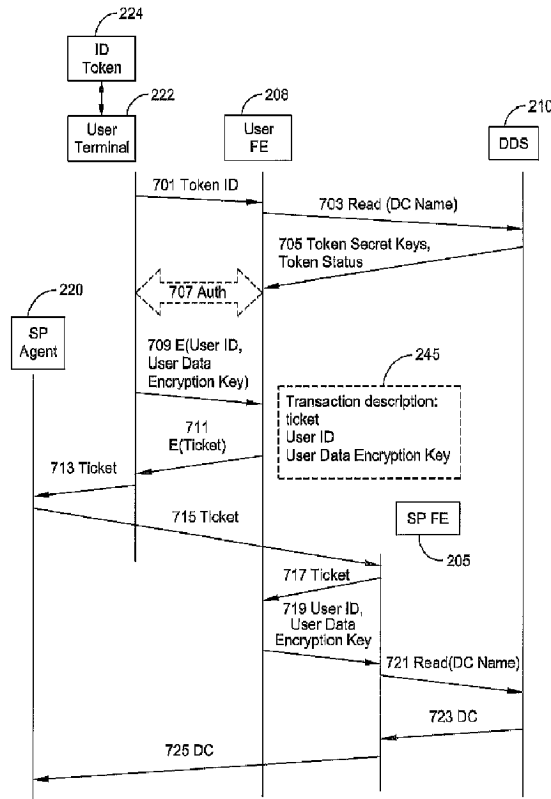 224
ID
Token
222
208
210
User
Terminal
User
FE
DDS
701 Token ID
703 Read (DC Name)
705 Token Secret Keys,
Token Status
707 Auth
220
SP
Agent
709 E(User ID,
User Data
Encryption Key)
245
Transaction description:
ticket
User ID
User Data Encryption Key
711
E(Ticket)
713 Ticket
715 Ticket
SP FE
205
717 Ticket
719 User ID,
User Data
Encryption Key
721 Read(DC Name)
723 DC
725 DC